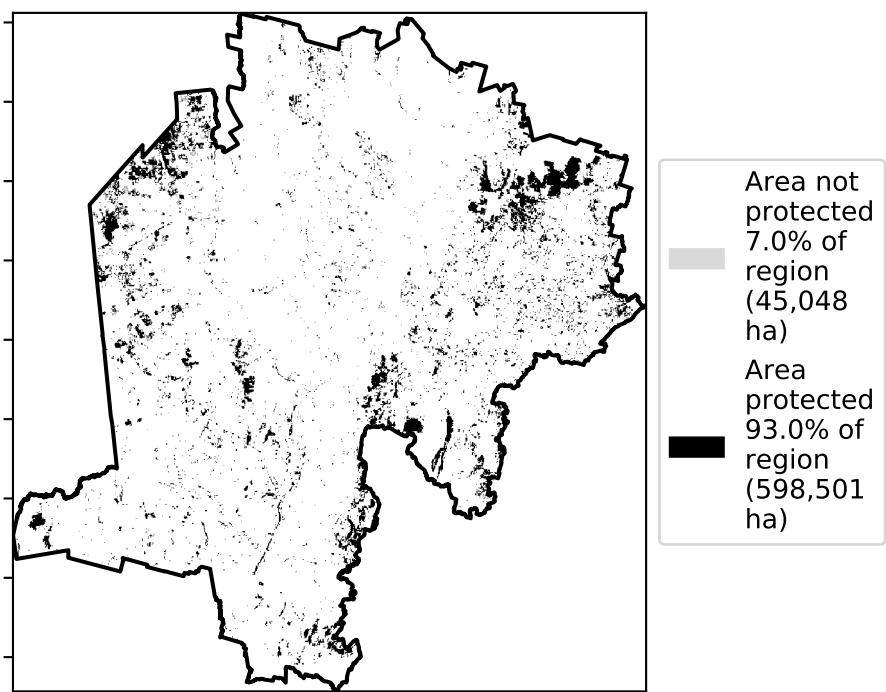 Area not
protected
7.0% of
region
(45,048
ha)
Area
protected
93.0% of
region
(598,501
ha)